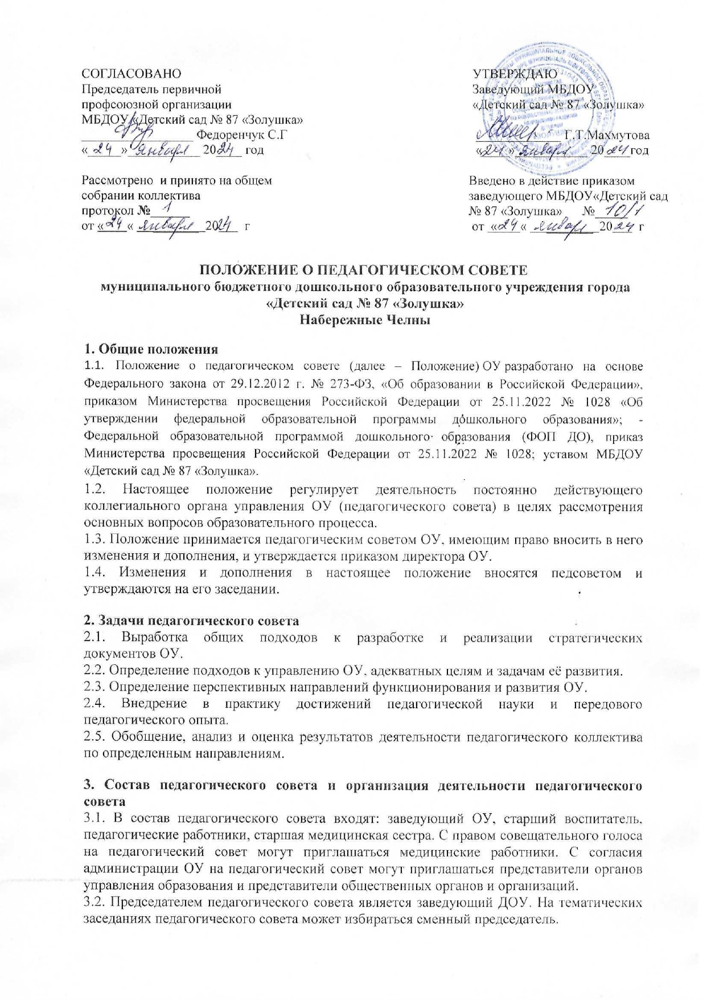 СОГЛАСОВАНО
Председатель первичной
профсоюзной организации
МБДОУ «Детский сад № 87 «Золушка»
Федоренчук С.Г
«24» января 2024 год
УТВЕРЖДАЮ
Заведующий МБДОУ
«Детский сад № 87 «Золушка»
Г.Т.Махмутова
«24» января 2024 год
Рассмотрено и принято на общем
собрании коллектива
протокол № 1
от «24« января 2024 г
Введено в действие приказом
заведующего МБДОУ«Детский сад
№ 87 «Золушка» № 10/1
от «24« января 2024 г
ПОЛОЖЕНИЕ О ПЕДАГОГИЧЕСКОМ СОВЕТЕ
муниципального бюджетного дошкольного образовательного учреждения города
«Детский сад № 87 «Золушка»
Набережные Челны
1. Общие положения
1.1. Положение о педагогическом совете (далее – Положение) ОУ разработано на основе
Федерального закона от 29.12.2012 г. № 273-ФЗ, «Об образовании в Российской Федерации»,
приказом Министерства просвещения Российской Федерации от 25.11.2022 № 1028 «Об
утверждении федеральной образовательной программы дошкольного образования»; -
Федеральной образовательной программой дошкольного образования (ФОП ДО), приказ
Министерства просвещения Российской Федерации от 25.11.2022 № 1028; уставом МБДОУ
«Детский сад № 87 «Золушка».
1.2. Настоящее положение регулирует деятельность постоянно действующего
коллегиального органа управления ОУ (педагогического совета) в целях рассмотрения
основных вопросов образовательного процесса.
1.3. Положение принимается педагогическим советом ОУ, имеющим право вносить в него
изменения и дополнения, и утверждается приказом директора ОУ.
1.4. Изменения и дополнения в настоящее положение вносятся педсоветом и
утверждаются на его заседании.
2. Задачи педагогического совета
2.1. Выработка общих подходов к разработке и реализации стратегических
документов ОУ.
2.2. Определение подходов к управлению ОУ, адекватных целям и задачам её развития.
2.3. Определение перспективных направлений функционирования и развития ОУ.
2.4. Внедрение в практику достижений педагогической науки и передового
педагогического опыта.
2.5. Обобщение, анализ и оценка результатов деятельности педагогического коллектива
по определенным направлениям.
3. Состав педагогического совета и организация деятельности педагогического
совета
3.1. В состав педагогического совета входят: заведующий ОУ, старший воспитатель,
педагогические работники, старшая медицинская сестра. С правом совещательного голоса
на педагогический совет могут приглашаться медицинские работники. С согласия
администрации ОУ на педагогический совет могут приглашаться представители органов
управления образования и представители общественных органов и организаций.
3.2. Председателем педагогического совета является заведующий ДОУ. На тематических
заседаниях педагогического совета может избираться сменный председатель.